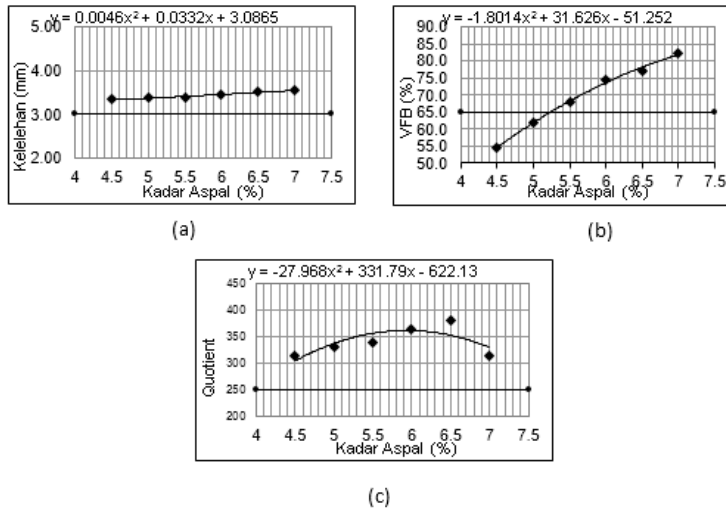 y = 0.0046x² + 0.0332x + 3.0865
5.00
4.00
3.00
2.00
Kelelehan (mm)
4 4.5 5 5.5 6 6.5 7 7.5
Kadar Aspal (%)
(a)
y = -1.8014x² + 31.626x - 51.252
90.0
85.0
80.0
75.0
70.0
65.0
60.0
55.0
50.0
VFB (%)
4 4.5 5 5.5 6 6.5 7 7.5
Kadar Aspal (%)
(b)
y = -27.968x² + 331.79x - 622.13
450
400
350
300
250
200
Quotient
4 4.5 5 5.5 6 6.5 7 7.5
Kadar Aspal (%)
(c)